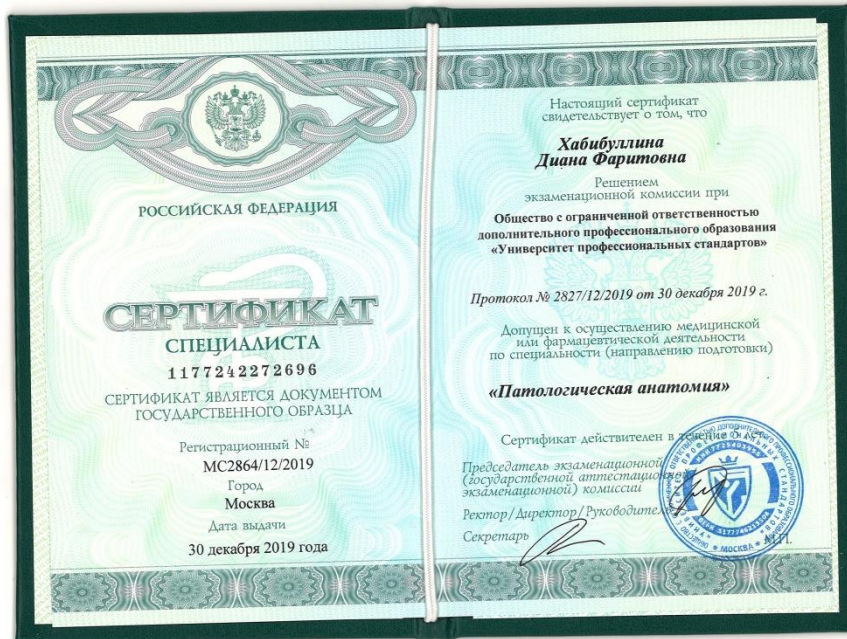 РОССИЙСКАЯ ФЕДЕРАЦИЯ
СЕРТИФИКАТ
СПЕЦИАЛИСТА
1177242272696
СЕРТИФИКАТ ЯВЛЯЕТСЯ ДОКУМЕНТОМ
ГОСУДАРСТВЕННОГО ОБРАЗЦА
Регистрационный №
МС2864/12/2019
Город
Москва
Дата выдачи
30 декабря 2019 года
Настоящий сертификат
свидетельствует о том, что
Хабибуллина
Диана Фаритовна
Решением
экзаменационной комиссии при
Общество с ограниченной ответственностью
дополнительного профессионального образования
«Университет профессиональных стандартов»
Протокол № 2827/12/2019 от 30 декабря 2019 г.
Допущен к осуществлению медицинской
или фармацевтической деятельности
по специальности (направлению подготовки)
«Патологическая анатомия»
Сертификат действителен в течение
Председатель экзаменационной
(государственной аттестационной
экзаменационной) комиссии
Ректор/Директор/Руководитель
Секретарь
М.П.
МОСКВА